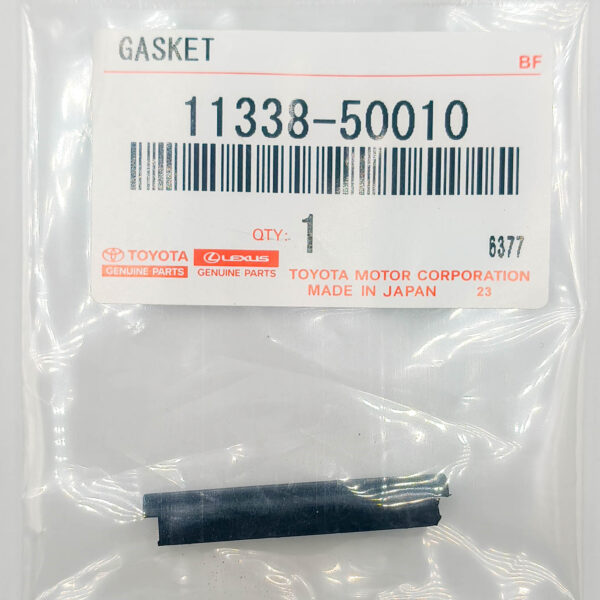 GASKET
BF
11338-50010
QTY: 1
6377
TOYOTA LEXUS
GENUINE PARTS GENUINE PARTS
TOYOTA MOTOR CORPORATION
MADE IN JAPAN 23